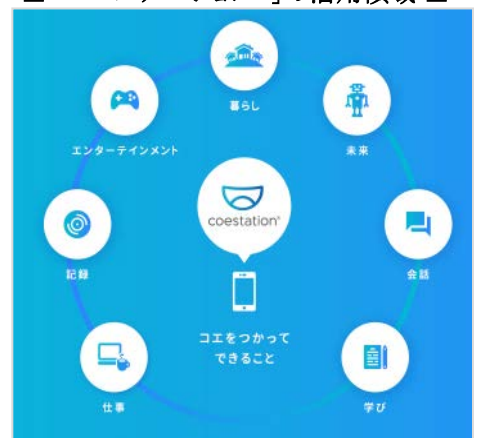 暮らし
エンターテインメント
未来
coestation®
記録
会話
コエをつかって
できること
仕事
学び